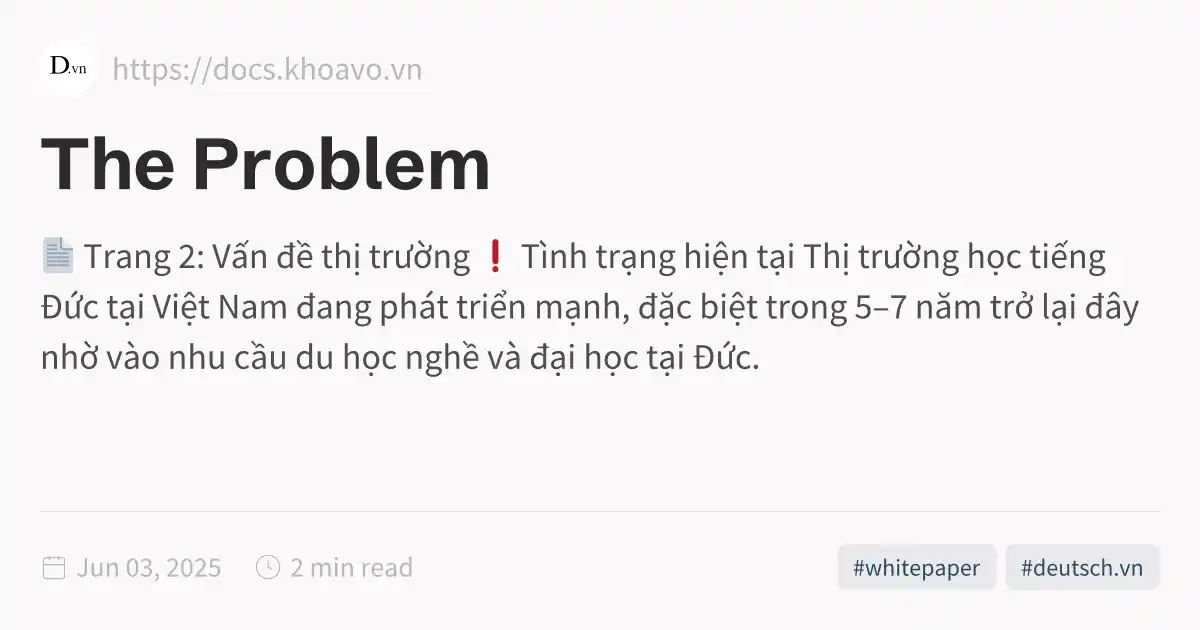 D.vn https://docs.khoavo.vn
The Problem
📄 Trang 2: Vấn đề thị trường ❗ Tình trạng hiện tại Thị trường học tiếng
Đức tại Việt Nam đang phát triển mạnh, đặc biệt trong 5–7 năm trở lại đây
nhờ vào nhu cầu du học nghề và đại học tại Đức.
Jun 03, 2025 2 min read #whitepaper #deutsch.vn